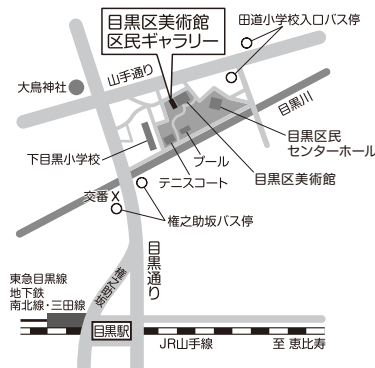 目黒区美術館
区民ギャラリー
田道小学校入口バス停
山手通り
大鳥神社
目黒川
下目黒小学校
目黒区民
センターホール
プール
目黒区美術館
テニスコート
交番X
権之助坂バス停
目黒通り
権之助坂
東急目黒線
地下鉄
南北線・三田線
目黒駅
JR山手線
至 恵比寿